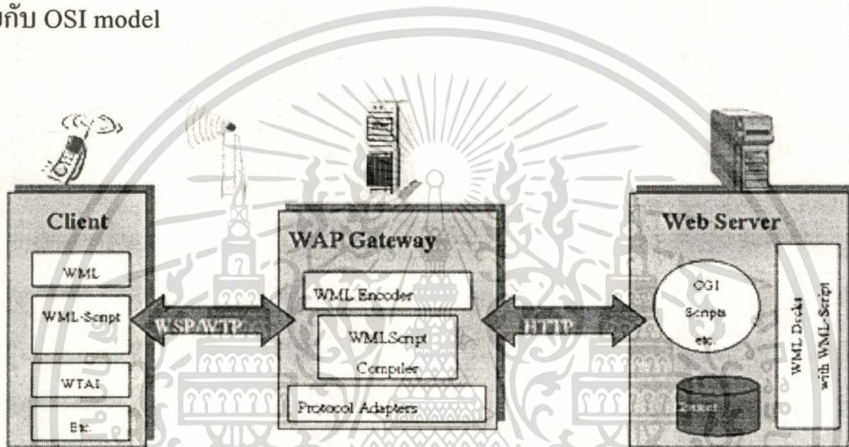 กับ OSI model
Client
WML
WML-Script
WTAI
Etc.
WSP/WTP
WAP Gateway
WML Encoder
WMLScript
Compiler
Protocol Adapters
HTTP
Web Server
CGI
Scripts
etc.
Content
WML Decks
with WML-Script